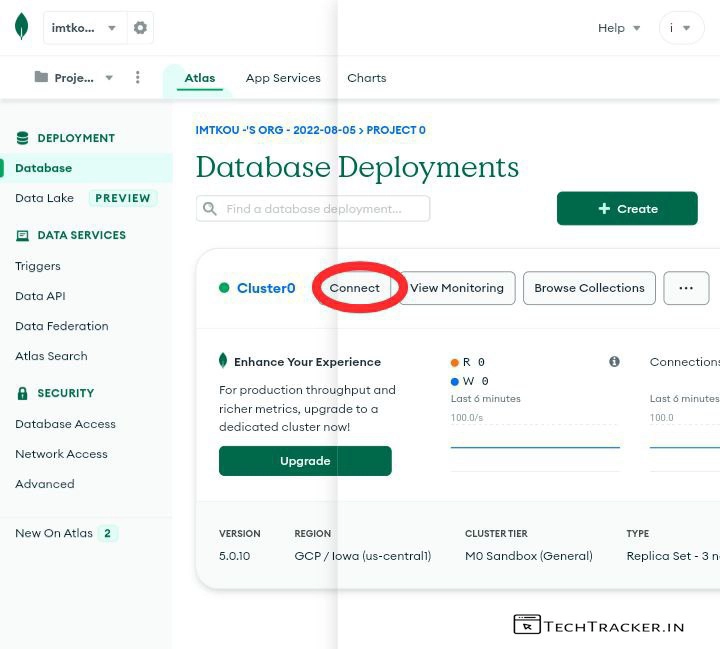 imtko...
Help
i
Proje...
Atlas
App Services
Charts
DEPLOYMENT
Database
Data Lake PREVIEW
DATA SERVICES
Triggers
Data API
Data Federation
Atlas Search
SECURITY
Database Access
Network Access
Advanced
New On Atlas 2
IMTKOU -'S ORG - 2022-08-05 > PROJECT 0
Database Deployments
Find a database deployment...
+ Create
Cluster0
Connect
View Monitoring
Browse Collections
...
Enhance Your Experience
For production throughput and
richer metrics, upgrade to a
dedicated cluster now!
Upgrade
R 0
W 0
Last 6 minutes
100.0/s
Connections
Last 6 minutes
100.0
VERSION
5.0.10
REGION
GCP / Iowa (us-central1)
CLUSTER TIER
M0 Sandbox (General)
TYPE
Replica Set - 3 n
TECHTRACKER.IN